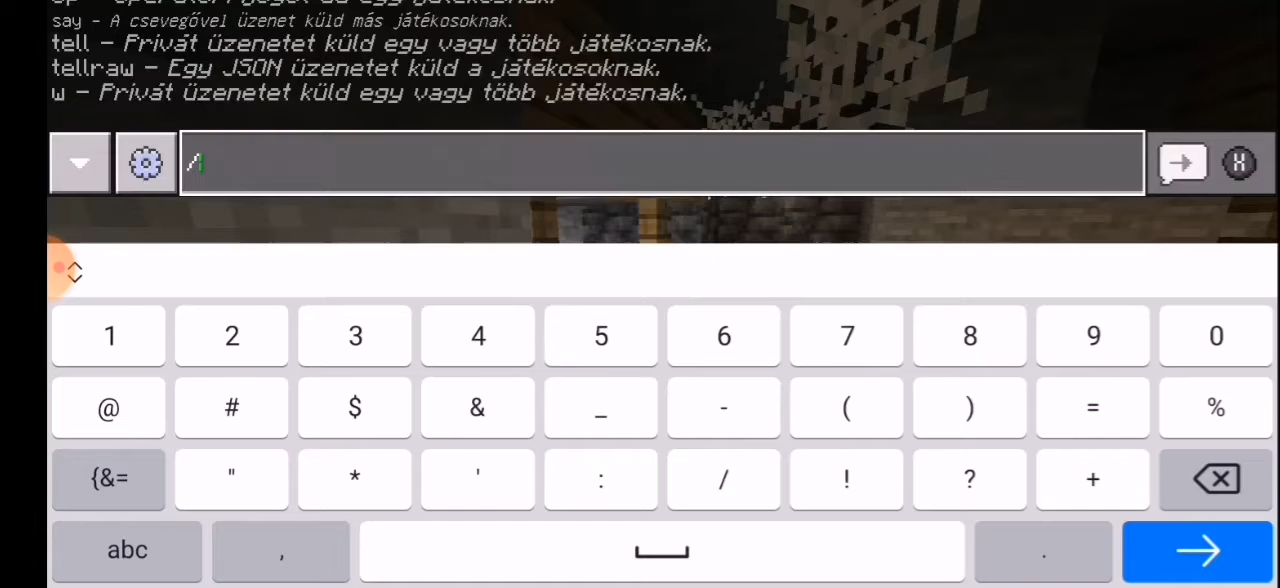 say – A csevegővel üzenet küld más játékosoknak.
tell – Privát üzenetet küld egy vagy több játékosnak.
tellraw – Egy JSON üzenetet küld a játékosoknak.
w – Privát üzenetet küld egy vagy több játékosnak.
/
X
1 2 3 4 5 6 7 8 9 0
@ # $ & _ - ( ) = %
{&= " * ' : / ! ? +
abc , .